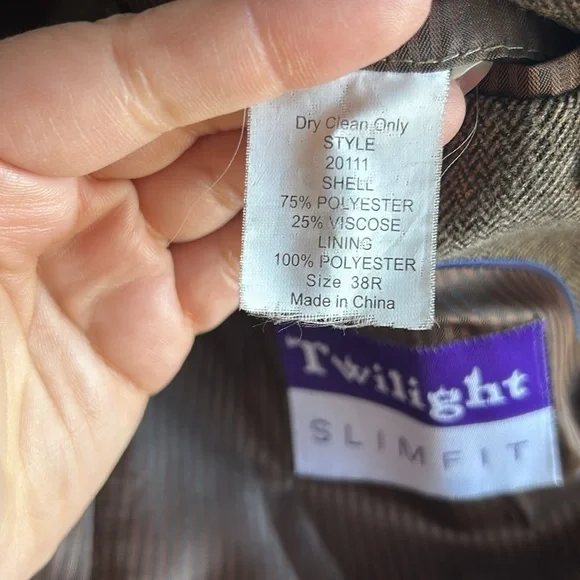 Dry Clean Only
STYLE
20111
SHELL
75% POLYESTER
25% VISCOSE
LINING
100% POLYESTER
Size 38R
Made in China
Twilight
SLIMFIT